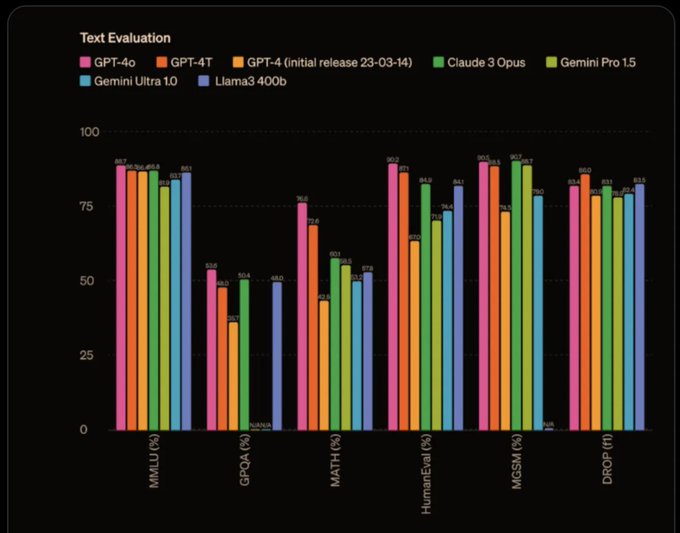 Text Evaluation
GPT-4o GPT-4T GPT-4 (initial release 23-03-14) Claude 3 Opus Gemini Pro 1.5
Gemini Ultra 1.0 Llama3 400b
100
88.7 86.5 86.4 86.8 81.9 83.7 86.1
53.6 48.0 35.7 50.4 N/A N/A 48.0
76.6 72.6 42.5 60.1 58.5 53.2 57.8
90.2 87.1 67.0 84.9 71.9 74.4 84.1
90.5 88.5 74.5 90.7 88.7 79.0 N/A
83.4 86.0 80.9 83.1 78.9 82.4 83.5
75
50
25
0
MMLU (%)
GPQA (%)
MATH (%)
HumanEval (%)
MGSM (%)
DROP (f1)